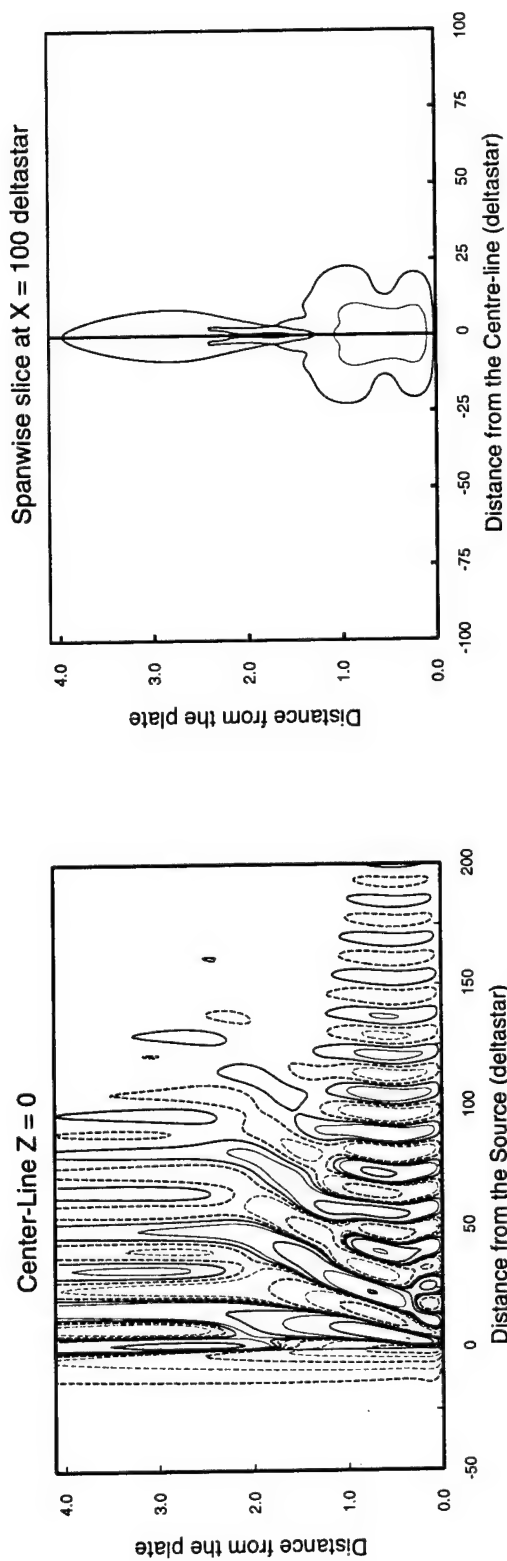 Center-Line Z = 0
Distance from the plate
4.0
3.0
2.0
1.0
0.0
-50 0 50 100 150 200
Distance from the Source (deltastar)
Spanwise slice at X = 100 deltastar
Distance from the plate
4.0
3.0
2.0
1.0
0.0
-100 -75 -50 -25 0 25 50 75 100
Distance from the Centre-line (deltastar)